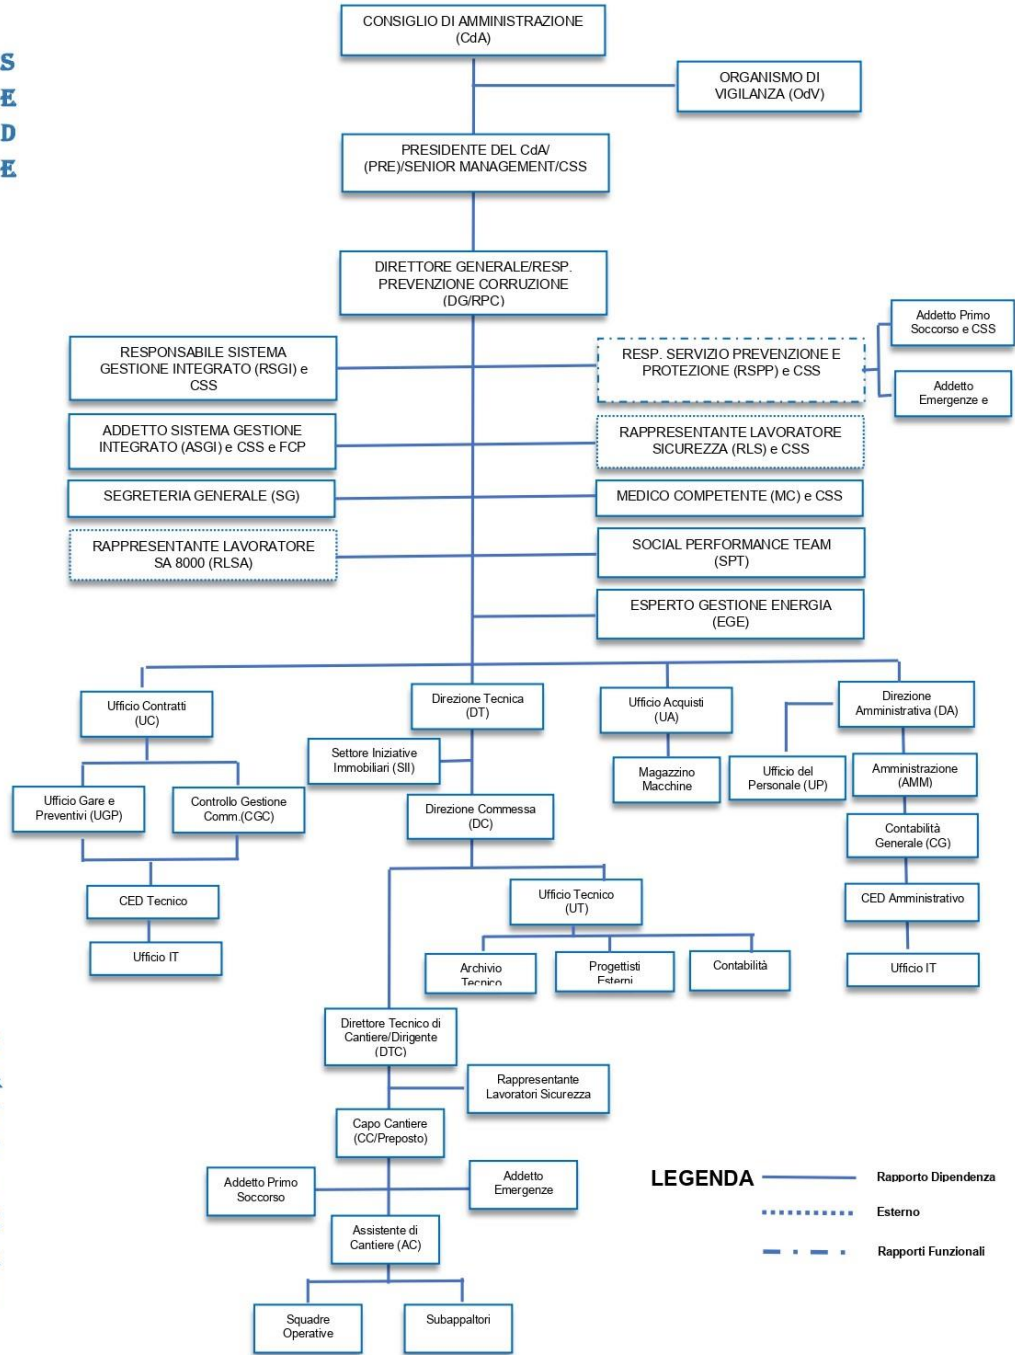 S
E
D
E
CONSIGLIO DI AMMINISTRAZIONE
(CdA)
ORGANISMO DI
VIGILANZA (OdV)
PRESIDENTE DEL CdA/
(PRE)/SENIOR MANAGEMENT/CSS
DIRETTORE GENERALE/RESP.
PREVENZIONE CORRUZIONE
(DG/RPC)
RESPONSABILE SISTEMA
GESTIONE INTEGRATO (RSGI) e
CSS
RESP. SERVIZIO PREVENZIONE E
PROTEZIONE (RSPP) e CSS
Addetto Primo
Soccorso e CSS
Addetto
Emergenze e
ADDETTO SISTEMA GESTIONE
INTEGRATO (ASGI) e CSS e FCP
RAPPRESENTANTE LAVORATORE
SICUREZZA (RLS) e CSS
SEGRETERIA GENERALE (SG)
MEDICO COMPETENTE (MC) e CSS
RAPPRESENTANTE LAVORATORE
SA 8000 (RLSA)
SOCIAL PERFORMANCE TEAM
(SPT)
ESPERTO GESTIONE ENERGIA
(EGE)
Ufficio Contratti
(UC)
Direzione Tecnica
(DT)
Ufficio Acquisti
(UA)
Direzione
Amministrativa (DA)
Settore Iniziative
Immobiliari (SII)
Magazzino
Macchine
Ufficio del
Personale (UP)
Amministrazione
(AMM)
Ufficio Gare e
Preventivi (UGP)
Controllo Gestione
Comm.(CGC)
Direzione Commessa
(DC)
Contabilità
Generale (CG)
CED Tecnico
Ufficio Tecnico
(UT)
CED Amministrativo
Ufficio IT
Archivio
Tecnico
Progettisti
Esterni
Contabilità
Ufficio IT
Direttore Tecnico di
Cantiere/Dirigente
(DTC)
Rappresentante
Lavoratori Sicurezza
Capo Cantiere
(CC/Preposto)
Addetto Primo
Soccorso
Addetto
Emergenze
Assistente di
Cantiere (AC)
Squadre
Operative
Subappaltori
LEGENDA
Rapporto Dipendenza
Esterno
Rapporti Funzionali